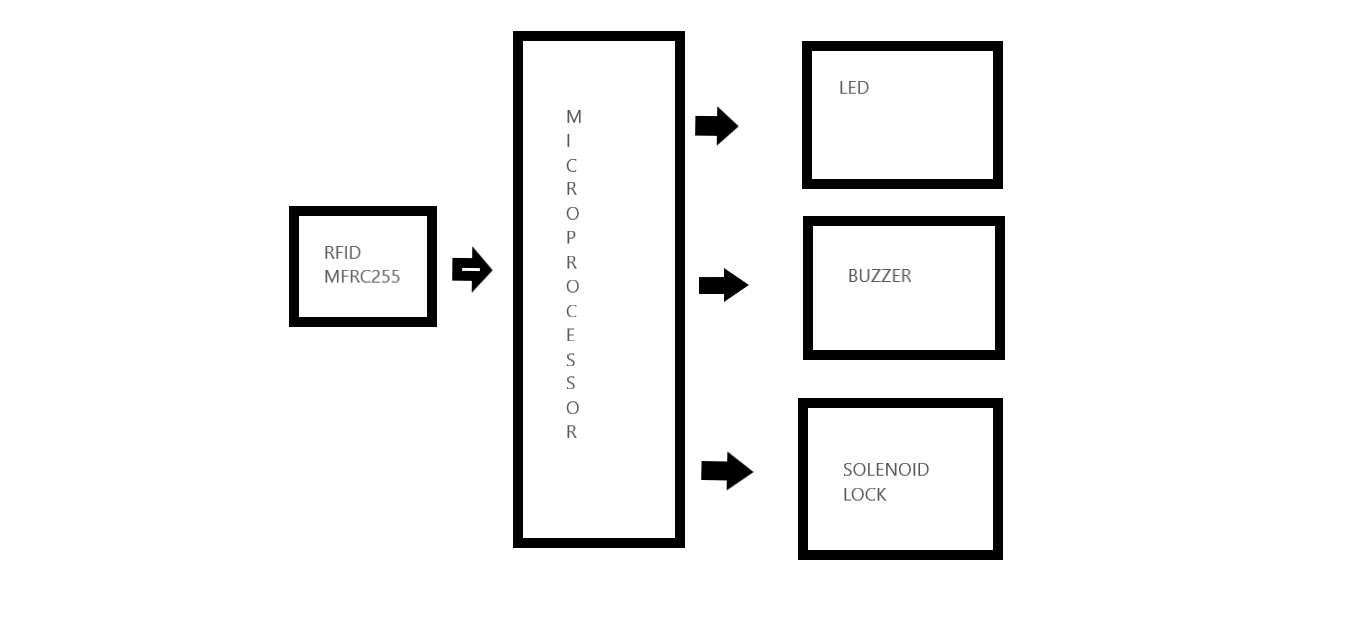 RFID
MFRC255
M
I
C
R
O
P
R
O
C
E
S
S
O
R
LED
BUZZER
SOLENOID
LOCK